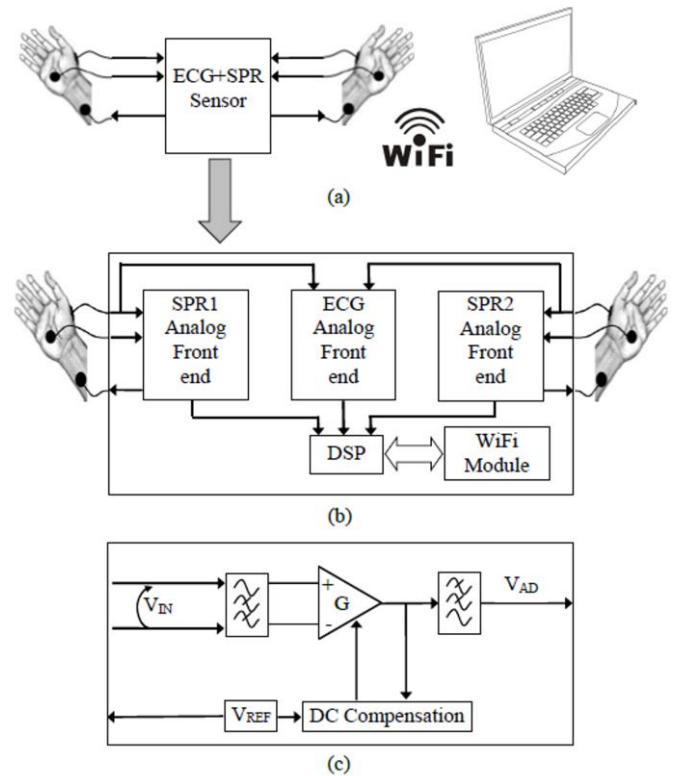 ECG+SPR
Sensor
WiFi
(a)
SPR1
Analog
Front
end
ECG
Analog
Front
end
SPR2
Analog
Front
end
DSP
WiFi
Module
(b)
VIN
+
G
-
VAD
VREF
DC Compensation
(c)